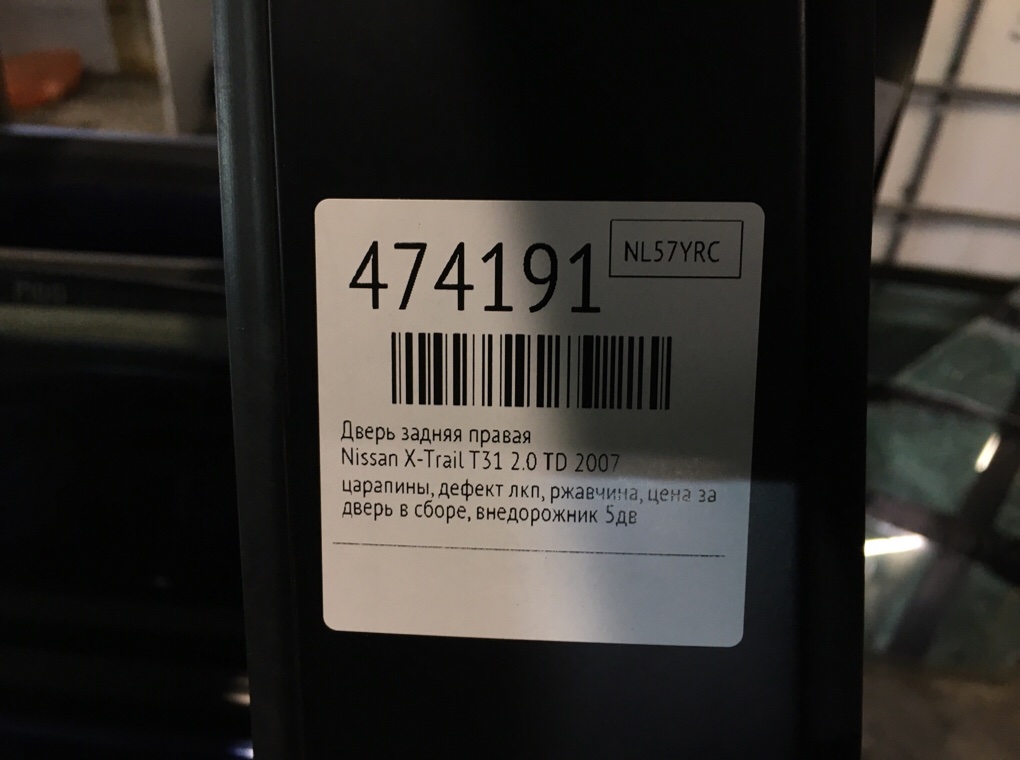 474191
NL57YRC
Дверь задняя правая
Nissan X-Trail T31 2.0 TD 2007
царапины, дефект лкп, ржавчина, цена за
дверь в сборе, внедорожник 5дв